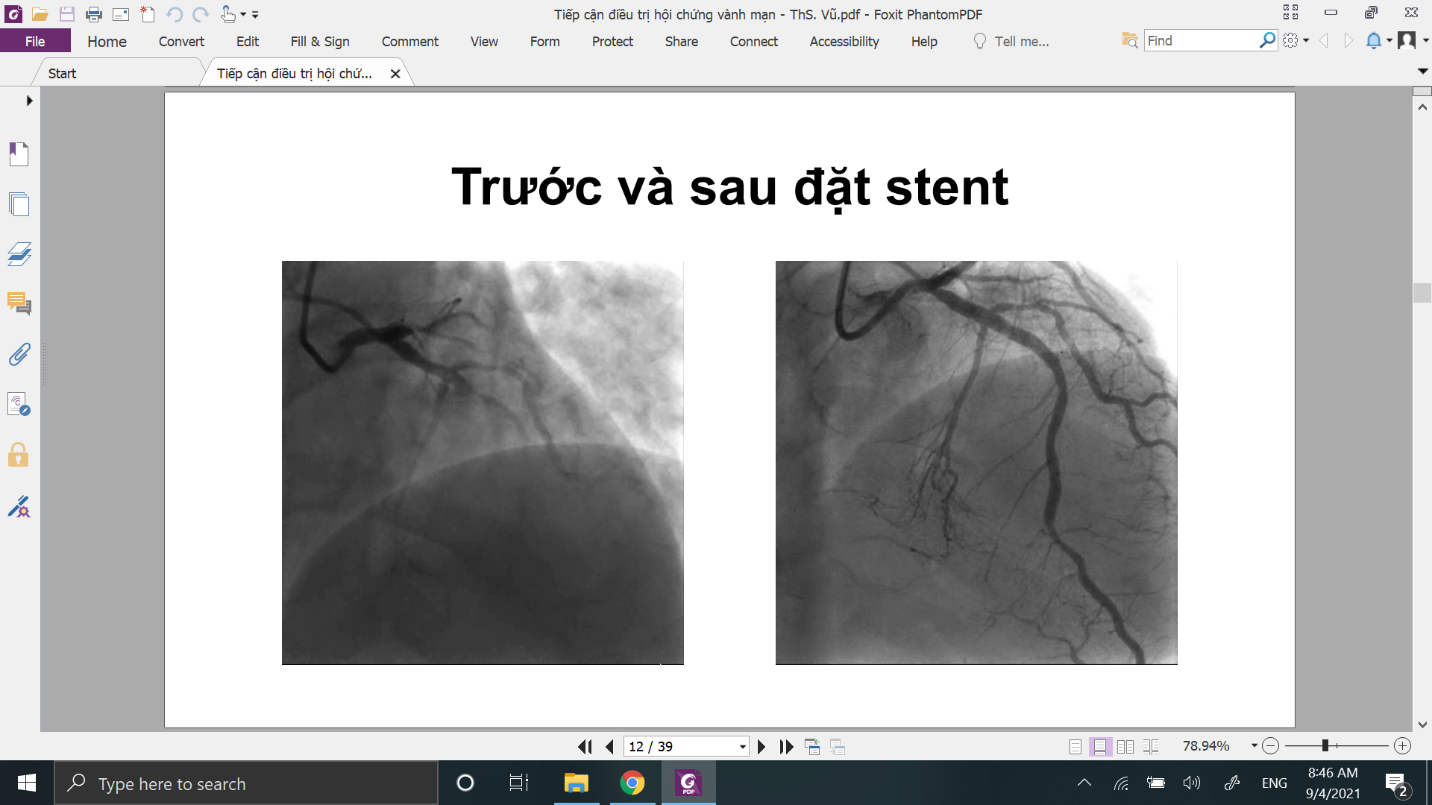 Tiếp cận điều trị hội chứng vành mạn - ThS. Vũ.pdf - Foxit PhantomPDF
File Home Convert Edit Fill & Sign Comment View Form Protect Share Connect Accessibility Help Tell me... Find
Start Tiếp cận điều trị hội chứ...
Trước và sau đặt stent
12 / 39 78.94%
Type here to search PDF ENG 8:46 AM
9/4/2021 2